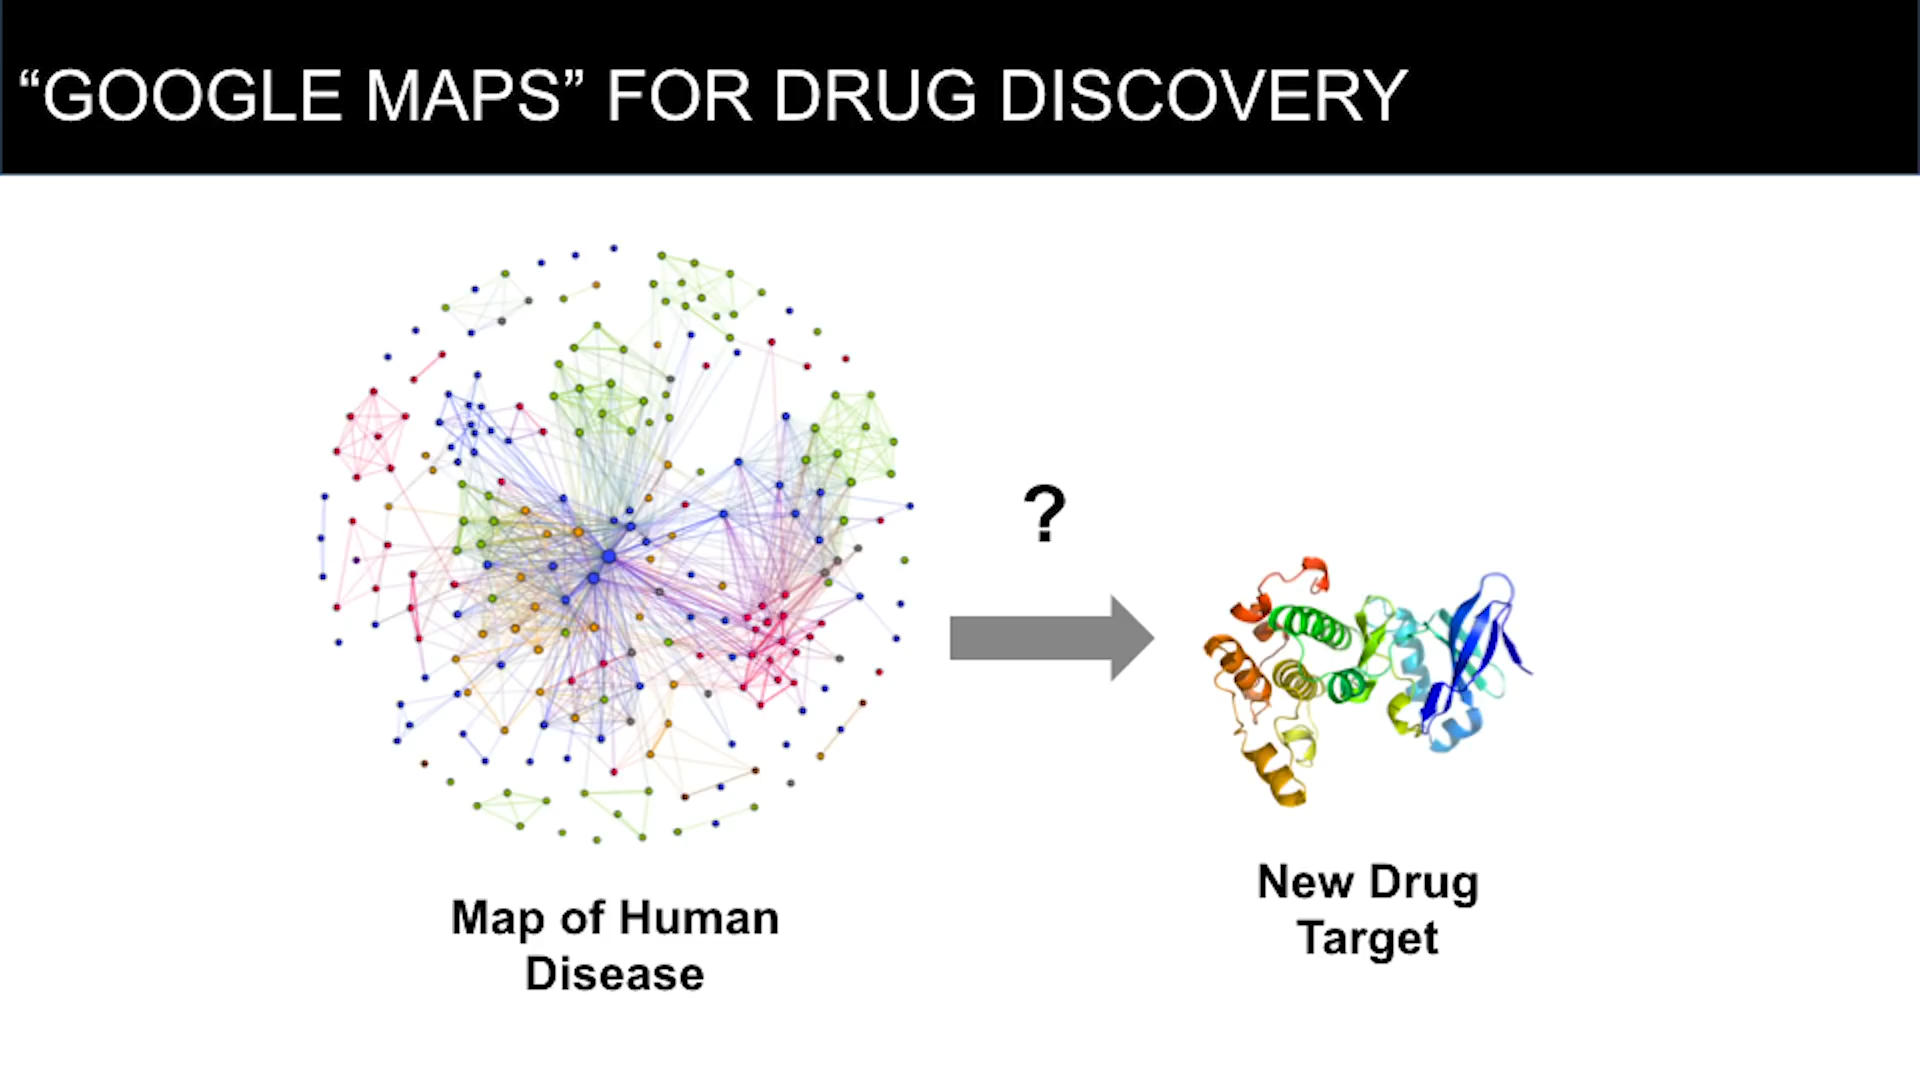 “GOOGLE MAPS” FOR DRUG DISCOVERY
?
Map of Human
Disease
New Drug
Target